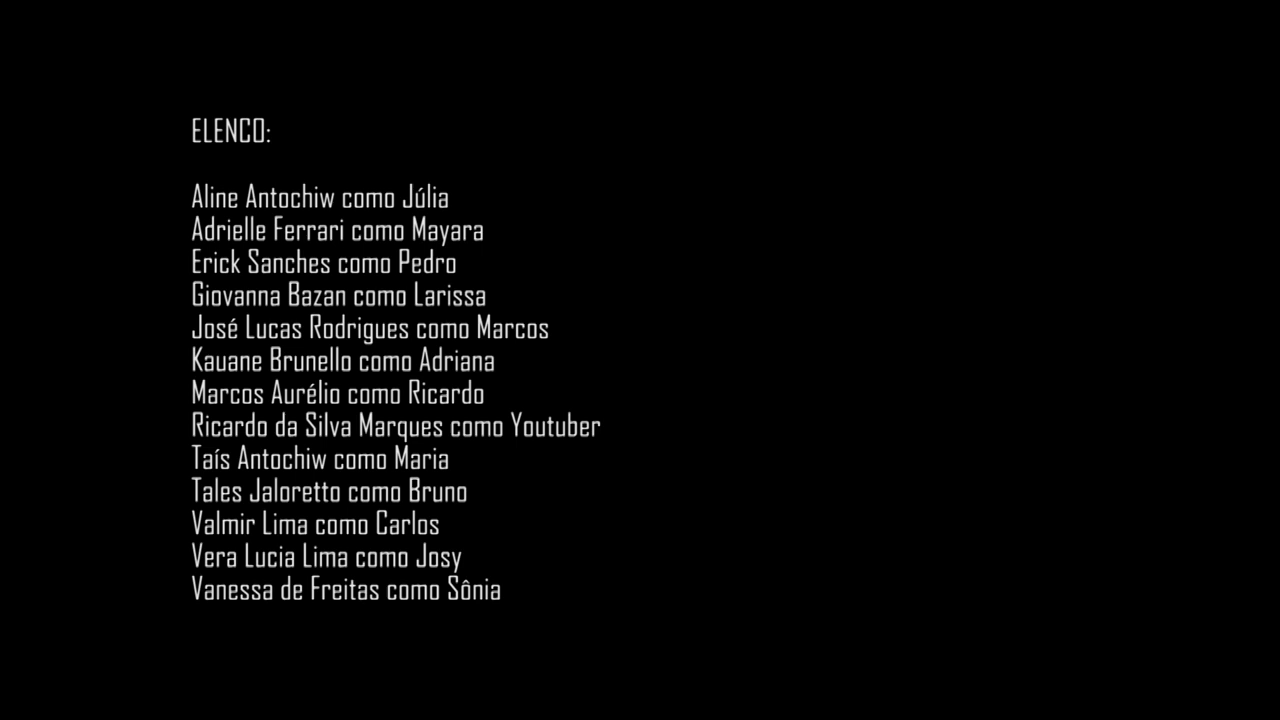 ELENCO:
Aline Antochiw como Júlia
Adrielle Ferrari como Mayara
Erick Sanches como Pedro
Giovanna Bazan como Larissa
José Lucas Rodrigues como Marcos
Kauane Brunello como Adriana
Marcos Aurélio como Ricardo
Ricardo da Silva Marques como Youtuber
Taís Antochiw como Maria
Tales Jaloretto como Bruno
Valmir Lima como Carlos
Vera Lucia Lima como Josy
Vanessa de Freitas como Sônia